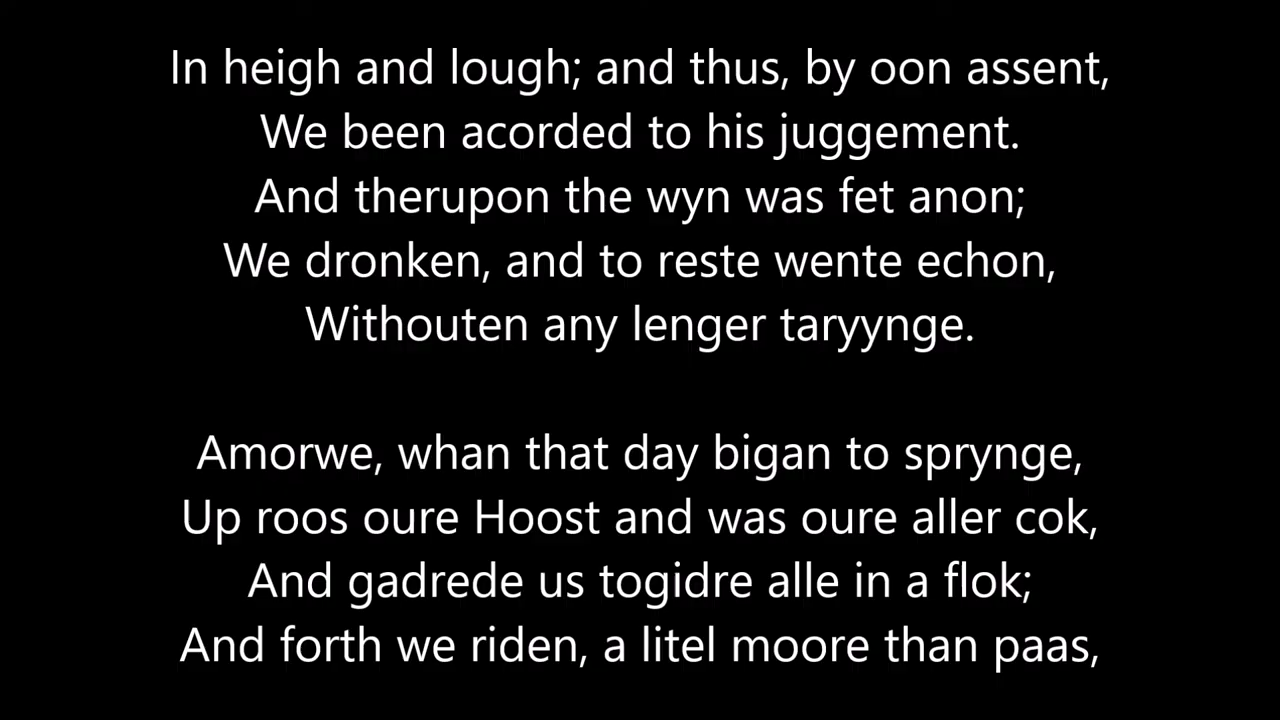 In heigh and lough; and thus, by oon assent,
We been acorded to his juggement.
And therupon the wyn was fet anon;
We dronken, and to reste wente echon,
Withouten any lenger taryynge.
Amorwe, whan that day bigan to sprynge,
Up roos oure Hoost and was oure aller cok,
And gadrede us togidre alle in a flok;
And forth we riden, a litel moore than paas,